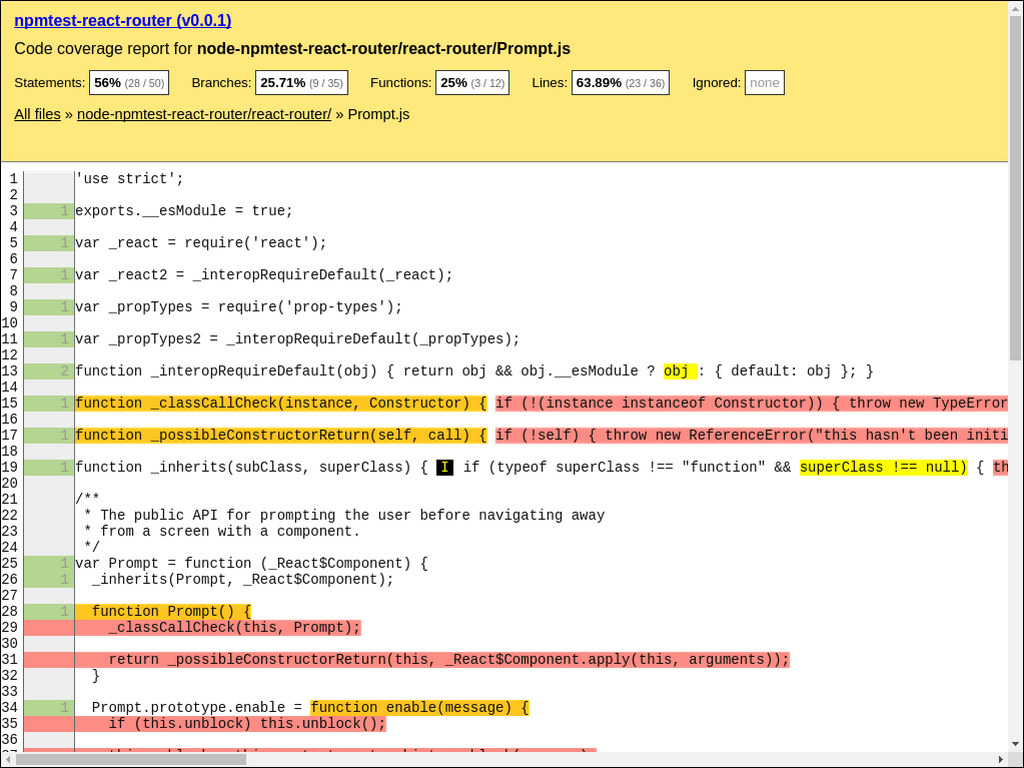 npmtest-react-router (v0.0.1)
Code coverage report for node-npmtest-react-router/react-router/Prompt.js
Statements: 56% (28 / 50) Branches: 25.71% (9 / 35) Functions: 25% (3 / 12) Lines: 63.89% (23 / 36) Ignored: none
All files » node-npmtest-react-router/react-router/ » Prompt.js
1 'use strict';
2
3 1 exports.__esModule = true;
4
5 1 var _react = require('react');
6
7 1 var _react2 = _interopRequireDefault(_react);
8
9 1 var _propTypes = require('prop-types');
10
11 1 var _propTypes2 = _interopRequireDefault(_propTypes);
12
13 2 function _interopRequireDefault(obj) { return obj && obj.__esModule ? obj : { default: obj }; }
14
15 1 function _classCallCheck(instance, Constructor) { if (!(instance instanceof Constructor)) { throw new TypeError
16
17 1 function _possibleConstructorReturn(self, call) { if (!self) { throw new ReferenceError("this hasn't been initi
18
19 1 function _inherits(subClass, superClass) { I if (typeof superClass !== "function" && superClass !== null) { th
20
21 /**
22  * The public API for prompting the user before navigating away
23  * from a screen with a component.
24  */
25 1 var Prompt = function (_React$Component) {
26 1   _inherits(Prompt, _React$Component);
27
28 1   function Prompt() {
29     _classCallCheck(this, Prompt);
30
31     return _possibleConstructorReturn(this, _React$Component.apply(this, arguments));
32   }
33
34 1   Prompt.prototype.enable = function enable(message) {
35     if (this.unblock) this.unblock();
36